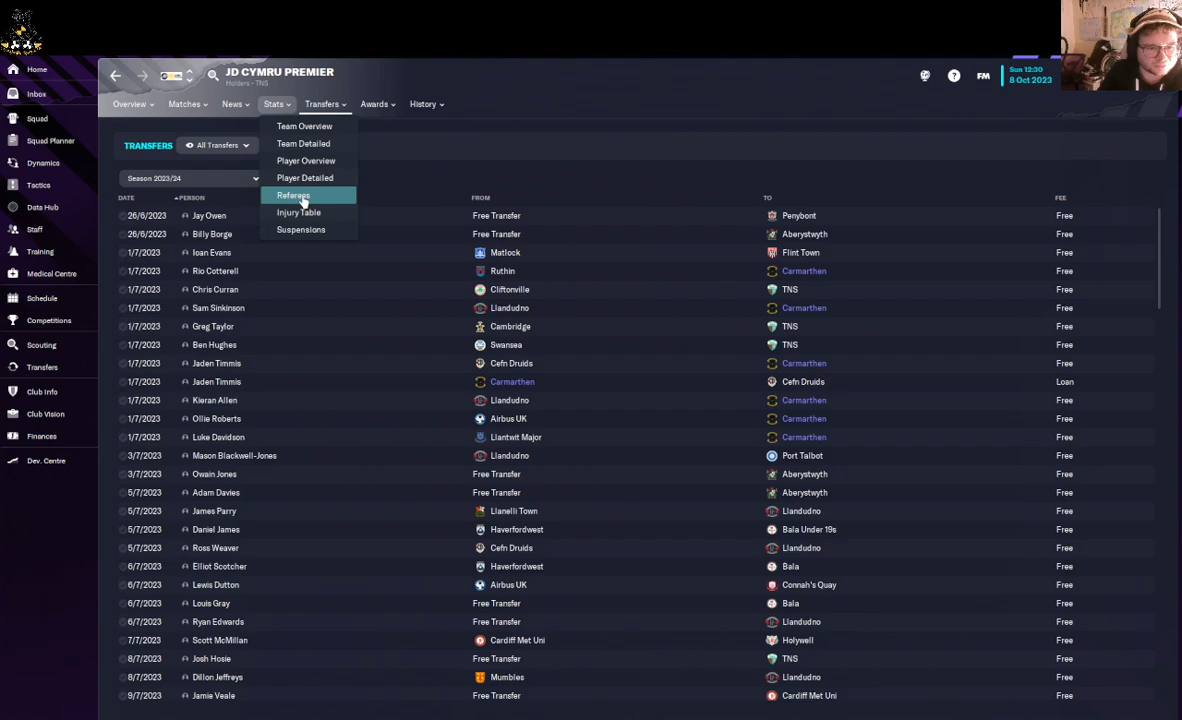 JD CYMRU PREMIER
Holders - TNS
FM
Sun 12:30
8 Oct 2023
Home
Inbox
Squad
Squad Planner
Dynamics
Tactics
Data Hub
Staff
Training
Medical Centre
Schedule
Competitions
Scouting
Transfers
Club Info
Club Vision
Finances
Dev. Centre
Overview Matches News Stats Transfers Awards History
Team Overview
Team Detailed
Player Overview
Player Detailed
Referees
Injury Table
Suspensions
TRANSFERS All Transfers
Season 2023/24
DATE PERSON FROM TO FEE
26/6/2023 Jay Owen Free Transfer Penybont Free
26/6/2023 Billy Borge Free Transfer Aberystwyth Free
1/7/2023 Ioan Evans Matlock Flint Town Free
1/7/2023 Rio Cotterell Ruthin Carmarthen Free
1/7/2023 Chris Curran Cliftonville TNS Free
1/7/2023 Sam Sinkinson Llandudno Carmarthen Free
1/7/2023 Greg Taylor Cambridge TNS Free
1/7/2023 Ben Hughes Swansea TNS Free
1/7/2023 Jaden Timmis Cefn Druids Carmarthen Free
1/7/2023 Jaden Timmis Carmarthen Cefn Druids Loan
1/7/2023 Kieran Allen Llandudno Carmarthen Free
1/7/2023 Ollie Roberts Airbus UK Carmarthen Free
1/7/2023 Luke Davidson Llantwit Major Carmarthen Free
3/7/2023 Mason Blackwell-Jones Llandudno Port Talbot Free
3/7/2023 Owain Jones Free Transfer Aberystwyth Free
5/7/2023 Adam Davies Free Transfer Aberystwyth Free
5/7/2023 James Parry Llanelli Town Llandudno Free
5/7/2023 Daniel James Haverfordwest Bala Under 19s Free
5/7/2023 Ross Weaver Cefn Druids Llandudno Free
6/7/2023 Elliot Scotcher Haverfordwest Bala Free
6/7/2023 Lewis Dutton Airbus UK Connah's Quay Free
6/7/2023 Louis Gray Free Transfer Bala Free
6/7/2023 Ryan Edwards Free Transfer Llandudno Free
7/7/2023 Scott McMillan Cardiff Met Uni Holywell Free
8/7/2023 Josh Hosie Free Transfer TNS Free
8/7/2023 Dillon Jeffreys Mumbles Llandudno Free
9/7/2023 Jamie Veale Free Transfer Cardiff Met Uni Free